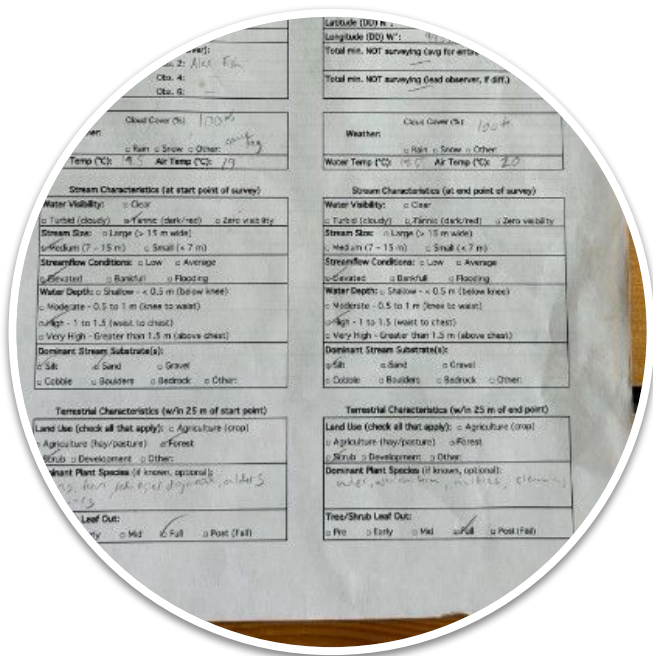 Obs. 2: Alec
Obs. 4:
Obs. 6:
Cloud Cover (%): 100%
□ Rain □ Snow □ Other:
Temp (°C): 19.5 Air Temp (°C): 19
Stream Characteristics (at start point of survey)
Water Visibility: □ Clear
□ Turbid (cloudy) □ Tannic (dark/red) □ Zero visibility
Stream Size: □ Large (> 15 m wide)
□ Medium (7 - 15 m) □ Small (< 7 m)
Streamflow Conditions: □ Low □ Average
□ Elevated □ Bankfull □ Flooding
Water Depth: □ Shallow - < 0.5 m (below knee)
□ Moderate - 0.5 to 1 m (knee to waist)
□ High - 1 to 1.5 (waist to chest)
□ Very High - Greater than 1.5 m (above chest)
Dominant Stream Substrate(s):
□ Silt □ Sand □ Gravel
□ Cobble □ Boulders □ Bedrock □ Other:
Terrestrial Characteristics (w/in 25 m of start point)
Land Use (check all that apply): □ Agriculture (crop)
□ Agriculture (hay/pasture) □ Forest
□ Scrub □ Development □ Other:
inant Plant Species (if known, optional):
Leaf Out:
□ Mid □ Full □ Post (Fall)
Latitude (DD) N°:
Longitude (DD) W°:
Total min. NOT surveying (avg for entire
Total min. NOT surveying (lead observer, if diff.)
Cloud Cover (%):
Weather:
□ Rain □ Snow □ Other:
Water Temp (°C): Air Temp (°C): 20
Stream Characteristics (at end point of survey)
Water Visibility: □ Clear
□ Turbid (cloudy) □ Tannic (dark/red) □ Zero visibility
Stream Size: □ Large (> 15 m wide)
□ Medium (7 - 15 m) □ Small (< 7 m)
Streamflow Conditions: □ Low □ Average
□ Elevated □ Bankfull □ Flooding
Water Depth: □ Shallow - < 0.5 m (below knee)
□ Moderate - 0.5 to 1 m (knee to waist)
□ High - 1 to 1.5 (waist to chest)
□ Very High - Greater than 1.5 m (above chest)
Dominant Stream Substrate(s):
□ Silt □ Sand □ Gravel
□ Cobble □ Boulders □ Bedrock □ Other:
Terrestrial Characteristics (w/in 25 m of end point)
Land Use (check all that apply): □ Agriculture (crop)
□ Agriculture (hay/pasture) □ Forest
□ Scrub □ Development □ Other:
Dominant Plant Species (if known, optional):
Tree/Shrub Leaf Out:
□ Pre □ Early □ Mid □ Full □ Post (Fall)